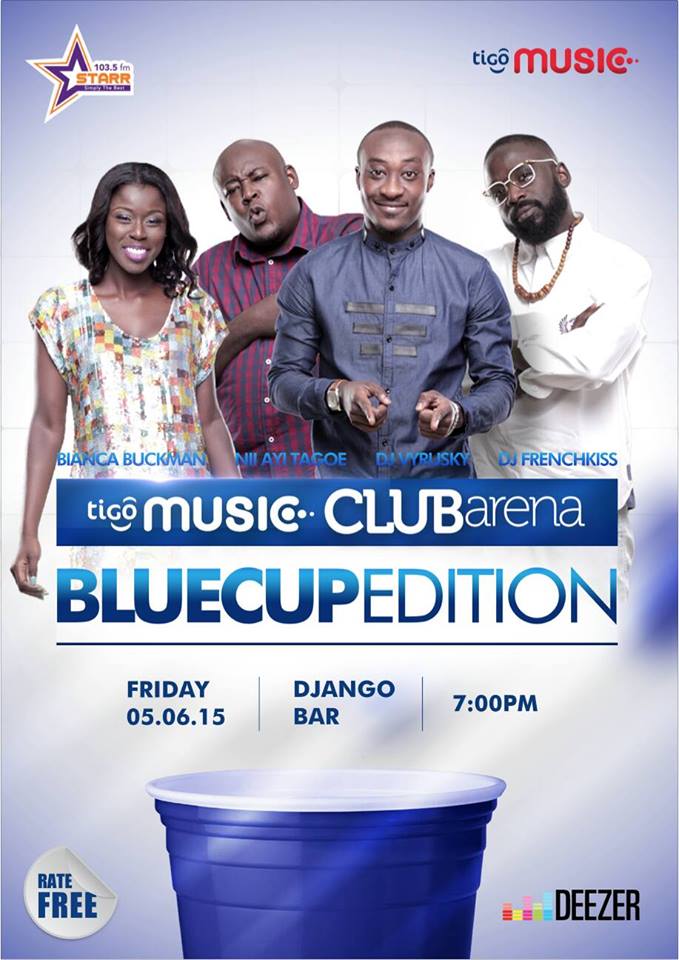 103.5 fm
STARR
Simply The Best
tigo MUSIC
BIANCA BUCKMAN NII AYI TAGOE DJ VYRUSKY DJ FRENCHKISS
tigo MUSIC CLUBarena
BLUECUPEDITION
FRIDAY
05.06.15
DJANGO
BAR
7:00PM
RATE
FREE
DEEZER